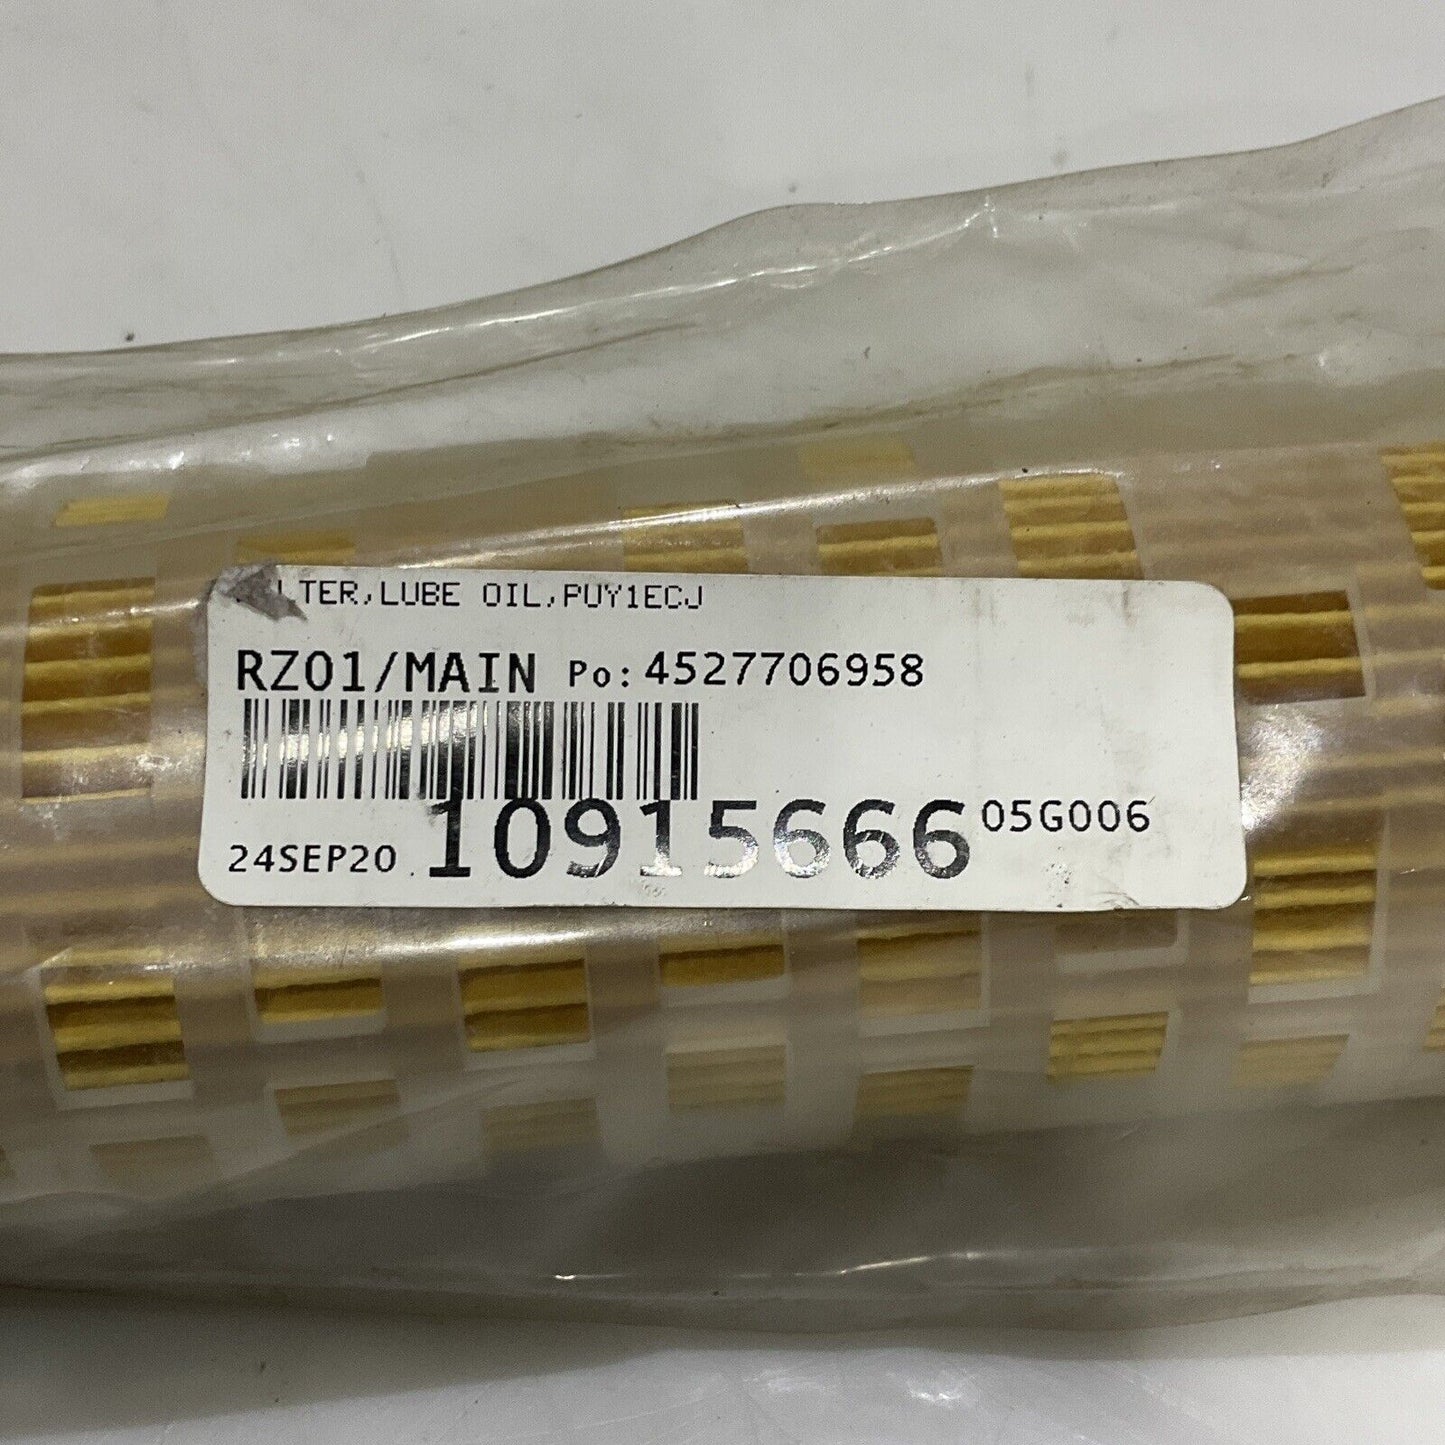 LTER,LUBE OIL,PUY1ECJ
RZ01/MAIN Po: 4527706958
24SEP20 10915666 05G006